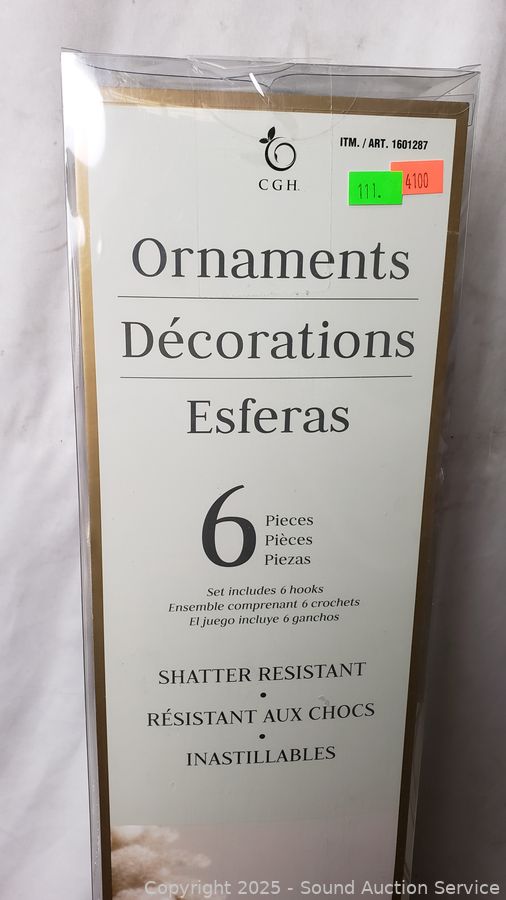 ITM. / ART. 1601287
CGH
111.
4100
Ornaments
Décorations
Esferas
6
Pieces
Pièces
Piezas
Set includes 6 hooks
Ensemble comprenant 6 crochets
El juego incluye 6 ganchos
SHATTER RESISTANT
•
RÉSISTANT AUX CHOCS
•
INASTILLABLES
Copyright 2025 - Sound Auction Service